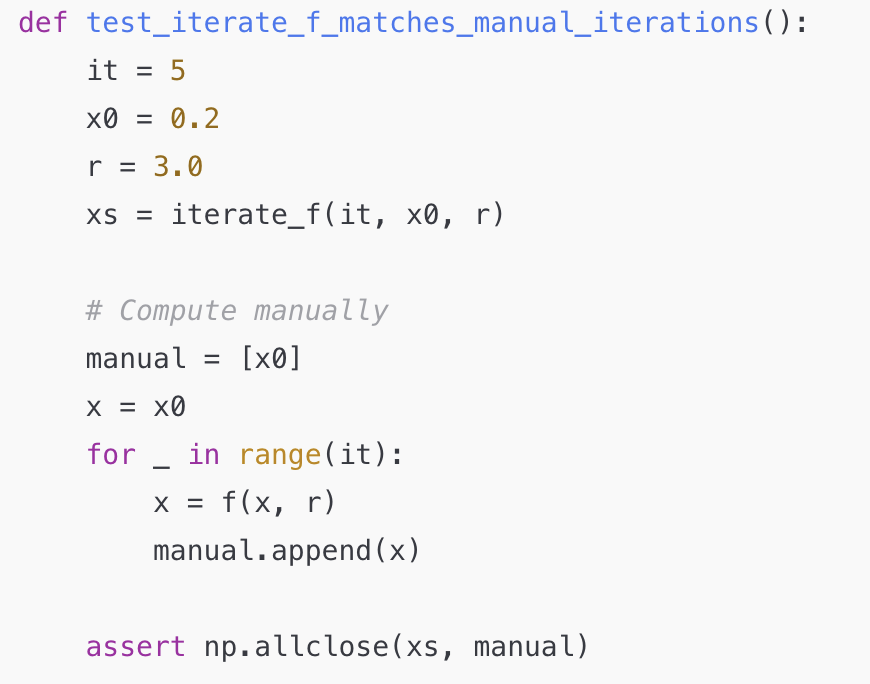 def test_iterate_f_matches_manual_iterations():
    it = 5
    x0 = 0.2
    r = 3.0
    xs = iterate_f(it, x0, r)

    # Compute manually
    manual = [x0]
    x = x0
    for _ in range(it):
        x = f(x, r)
        manual.append(x)

    assert np.allclose(xs, manual)